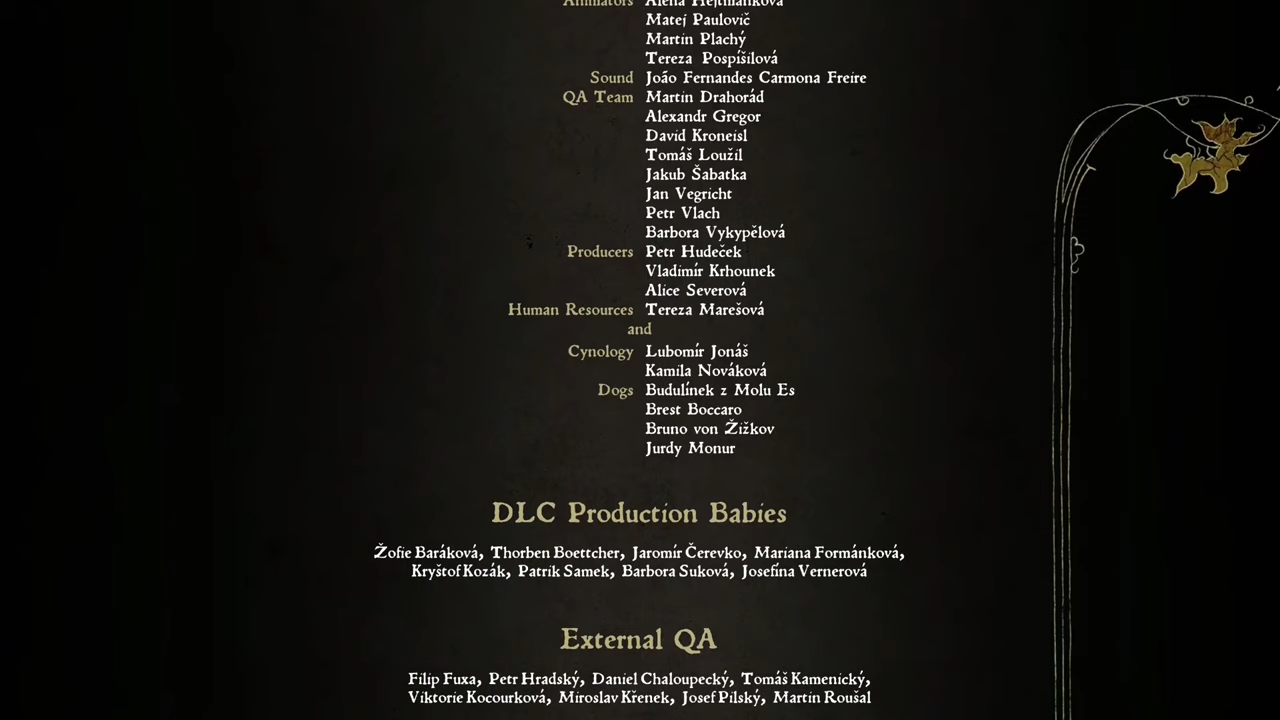 Animators Alena Hejtmánková
Matej Paulovič
Martin Plachý
Tereza Pospíšilová
Sound João Fernandes Carmona Freire
QA Team Martin Drahorád
Alexandr Gregor
David Kroneisl
Tomáš Loužil
Jakub Šabatka
Jan Vegricht
Petr Vlach
Barbora Vykypělová
Producers Petr Hudeček
Vladimír Krhounek
Alice Severová
Human Resources Tereza Marešová
and
Cynology Lubomír Jonáš
Kamila Nováková
Dogs Budulínek z Molu Es
Brest Boccaro
Bruno von Žižkov
Jurdy Monur
DLC Production Babies
Žofie Baráková, Thorben Boettcher, Jaromír Čerevko, Mariana Formánková,
Kryštof Kozák, Patrik Samek, Barbora Suková, Josefína Vernerová
External QA
Filip Fuxa, Petr Hradský, Daniel Chaloupecký, Tomáš Kamenický,
Viktorie Kocourková, Miroslav Křenek, Josef Pilský, Martin Roušal